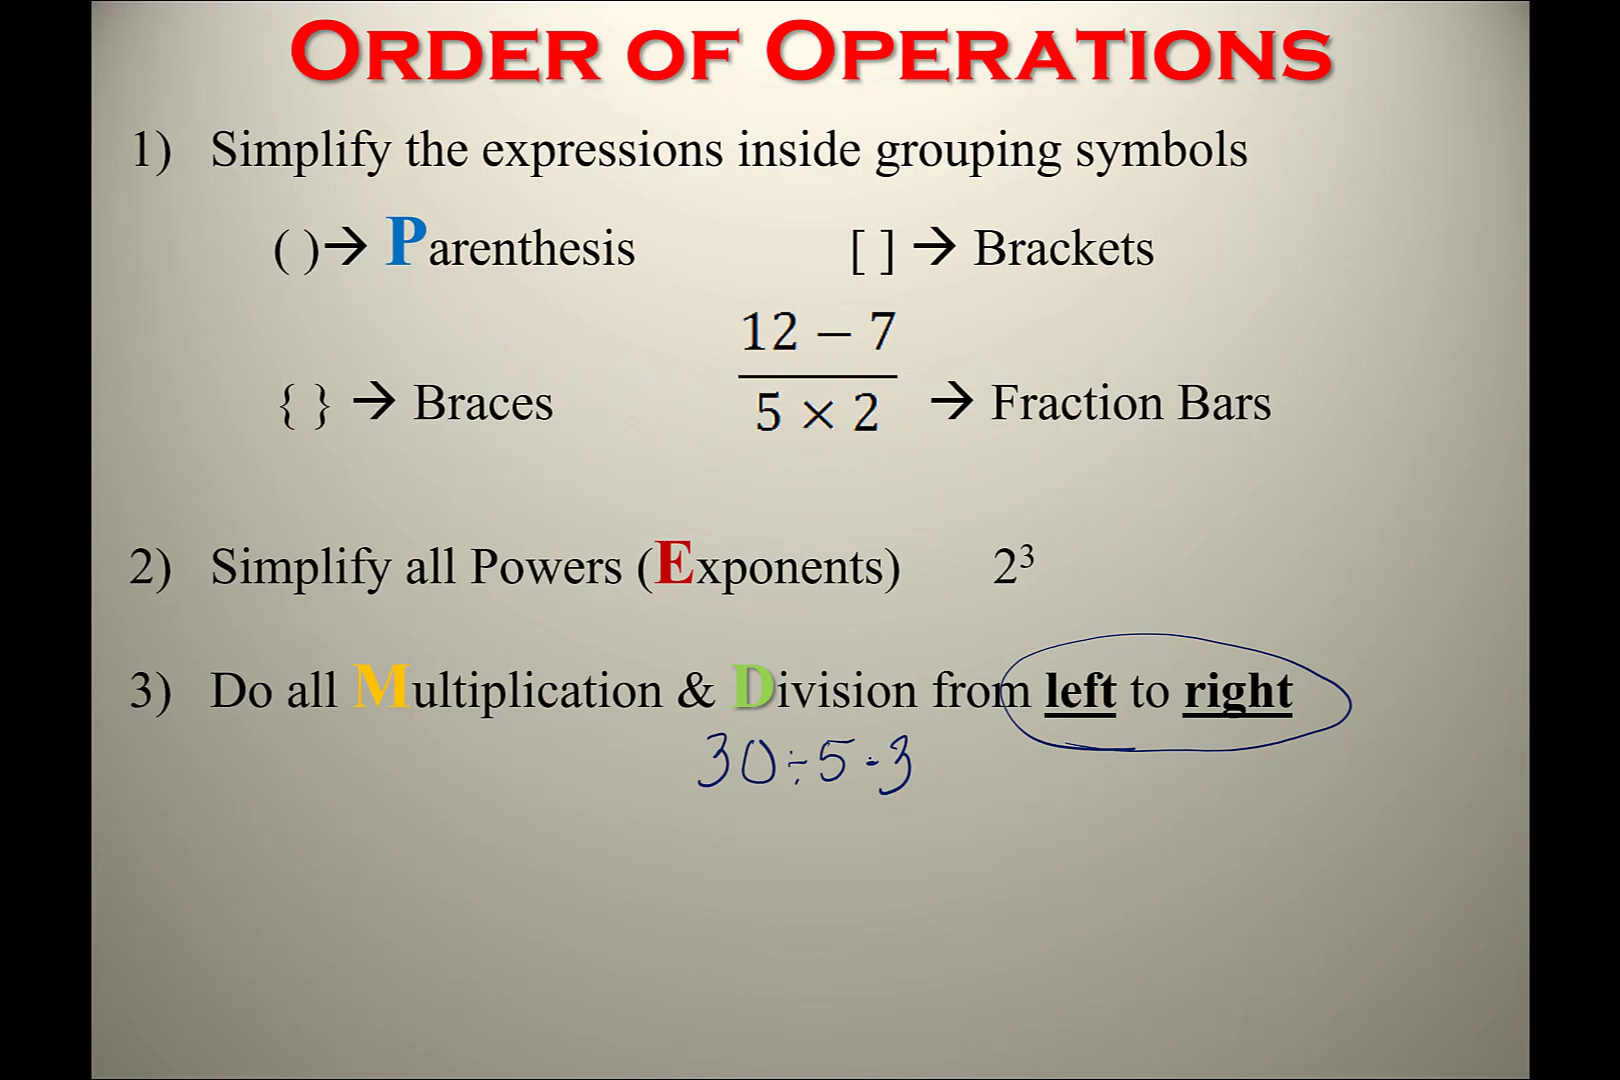 ORDER OF OPERATIONS
1) Simplify the expressions inside grouping symbols
( )→ Parenthesis [ ] → Brackets
12 − 7
{ } → Braces 5 × 2 → Fraction Bars
2) Simplify all Powers (Exponents) 2³
3) Do all Multiplication & Division from left to right
30÷5·3